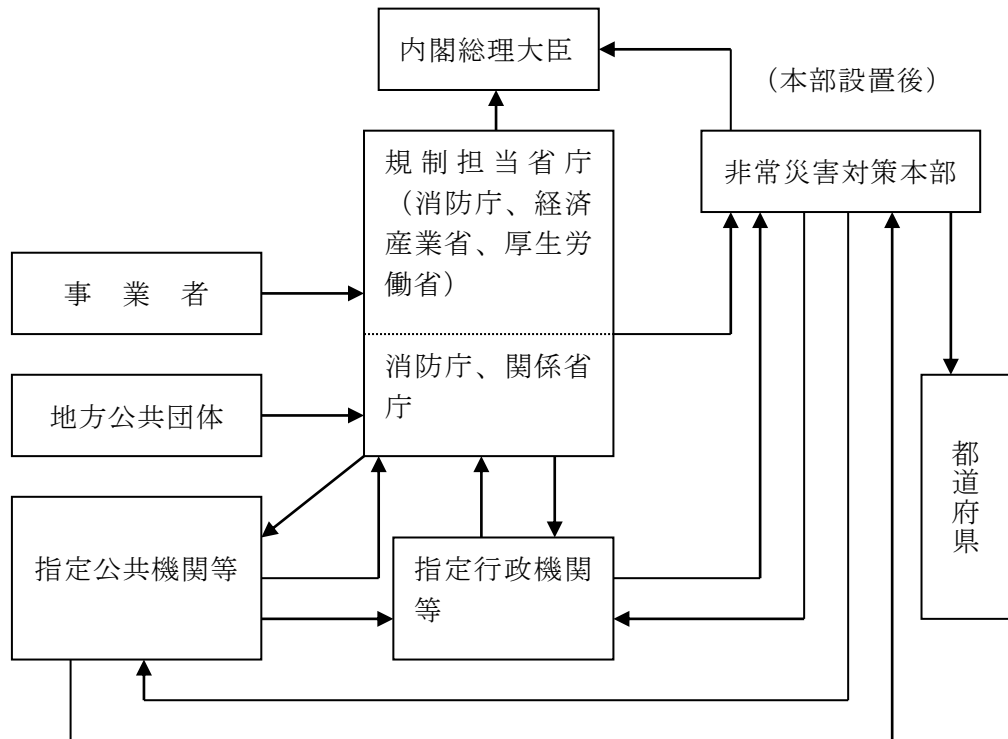 内閣総理大臣
（本部設置後）
規制担当省庁
（消防庁、経済
産業省、厚生労
働省）
非常災害対策本部
事　業　者
消防庁、関係省
庁
地方公共団体
都道府県
指定公共機関等
指定行政機関
等